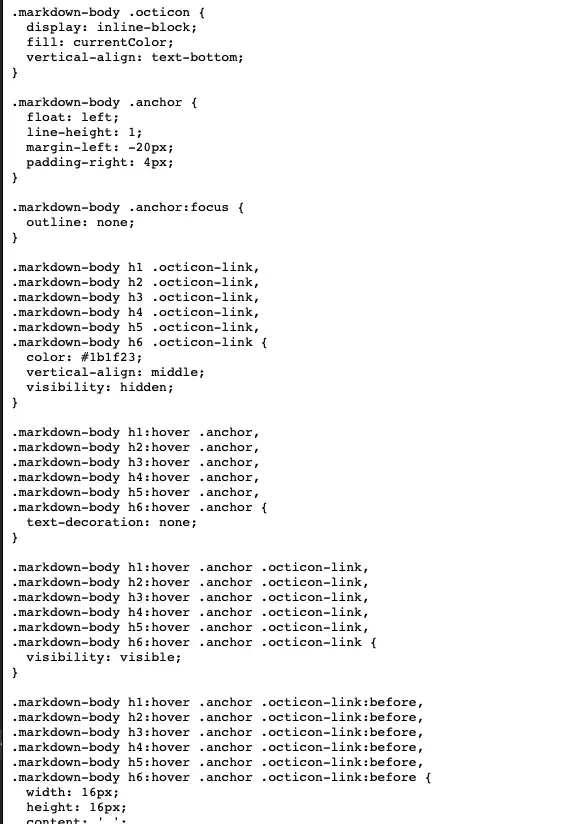 .markdown-body .octicon {
  display: inline-block;
  fill: currentColor;
  vertical-align: text-bottom;
}

.markdown-body .anchor {
  float: left;
  line-height: 1;
  margin-left: -20px;
  padding-right: 4px;
}

.markdown-body .anchor:focus {
  outline: none;
}

.markdown-body h1 .octicon-link,
.markdown-body h2 .octicon-link,
.markdown-body h3 .octicon-link,
.markdown-body h4 .octicon-link,
.markdown-body h5 .octicon-link,
.markdown-body h6 .octicon-link {
  color: #1b1f23;
  vertical-align: middle;
  visibility: hidden;
}

.markdown-body h1:hover .anchor,
.markdown-body h2:hover .anchor,
.markdown-body h3:hover .anchor,
.markdown-body h4:hover .anchor,
.markdown-body h5:hover .anchor,
.markdown-body h6:hover .anchor {
  text-decoration: none;
}

.markdown-body h1:hover .anchor .octicon-link,
.markdown-body h2:hover .anchor .octicon-link,
.markdown-body h3:hover .anchor .octicon-link,
.markdown-body h4:hover .anchor .octicon-link,
.markdown-body h5:hover .anchor .octicon-link,
.markdown-body h6:hover .anchor .octicon-link {
  visibility: visible;
}

.markdown-body h1:hover .anchor .octicon-link:before,
.markdown-body h2:hover .anchor .octicon-link:before,
.markdown-body h3:hover .anchor .octicon-link:before,
.markdown-body h4:hover .anchor .octicon-link:before,
.markdown-body h5:hover .anchor .octicon-link:before,
.markdown-body h6:hover .anchor .octicon-link:before {
  width: 16px;
  height: 16px;
  content: ' ';